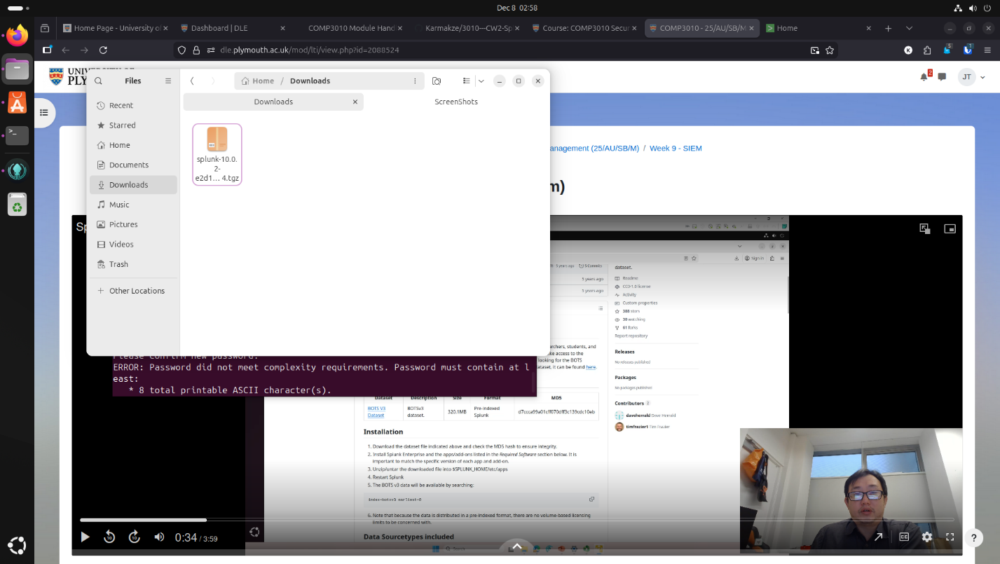 Dec 8 02:58
Home Page - University of
Dashboard | DLE
COMP3010 Module Hand
Karmakze/3010---CW2-Sp
Course: COMP3010 Secur
COMP3010 - 25/AU/SB/M
Home
dle.plymouth.ac.uk/mod/lti/view.php?id=2088524
K
5
1
2
JT
Files
Home / Downloads
Downloads
ScreenShots
Recent
Starred
Home
Documents
Downloads
Music
Pictures
Videos
Trash
Other Locations
splunk-10.0.
2-
e2d1... 4.tgz
anagement (25/AU/SB/M) / Week 9 - SIEM
m)
Please confirm new password:
ERROR: Password did not meet complexity requirements. Password must contain at l
east:
* 8 total printable ASCII character(s).
5 years ago
5 Commits
5 years ago
5 years ago
Sign in
dataset.
Readme
CC0-1.0 license
Activity
Custom properties
388 stars
30 watching
61 forks
Report repository
Releases
No releases published
Packages
No packages published
Contributors 2
daveherrald Dave Herrald
timfrazier1 Tim Frazier
archers, students, and
ke access to the
looking for the BOTS
ataset, it can be found here.
Dataset Description Size Format MD5
BOTS V3
Dataset
BOTSv3
dataset.
320.1MB
Pre-indexed
Splunk
d7ccca99a01cff070dff3c139cdc10eb
Installation
1. Download the dataset file indicated above and check the MD5 hash to ensure integrity.
2. Install Splunk Enterprise and the apps/add-ons listed in the Required Software section below. It is
important to match the specific version of each app and add-on.
3. Unzip/untar the downloaded file into $SPLUNK_HOME/etc/apps
4. Restart Splunk
5. The BOTS v3 data will be available by searching:
index=botsv3 earliest=0
6. Note that because the data is distributed in a pre-indexed format, there are no volume-based licensing
limits to be concerned with.
Data Sourcetypes included
Search
10
10
0:34 / 3:59
CC
?